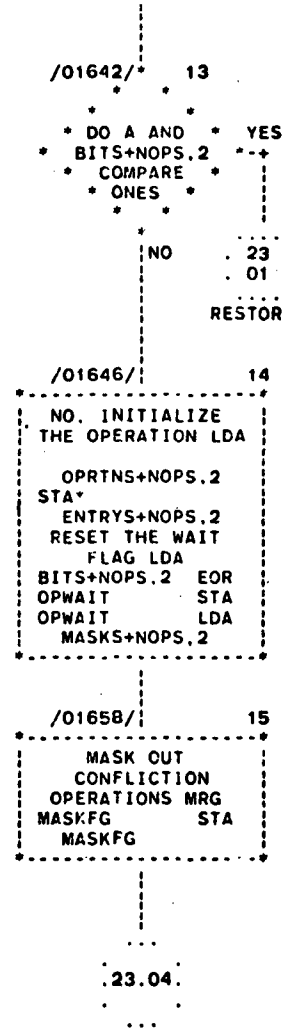 /01642/* 13
DO A AND YES
BITS+NOPS,2
COMPARE
ONES
NO . 23
. 01
....
RESTOR
/01646/ 14
NO, INITIALIZE
THE OPERATION LDA
OPRTNS+NOPS,2
STA*
ENTRYS+NOPS,2
RESET THE WAIT
FLAG LDA
BITS+NOPS,2 EOR
OPWAIT STA
OPWAIT LDA
MASKS+NOPS,2
/01658/ 15
MASK OUT
CONFLICTION
OPERATIONS MRG
MASKFG STA
MASKFG
.23.04.